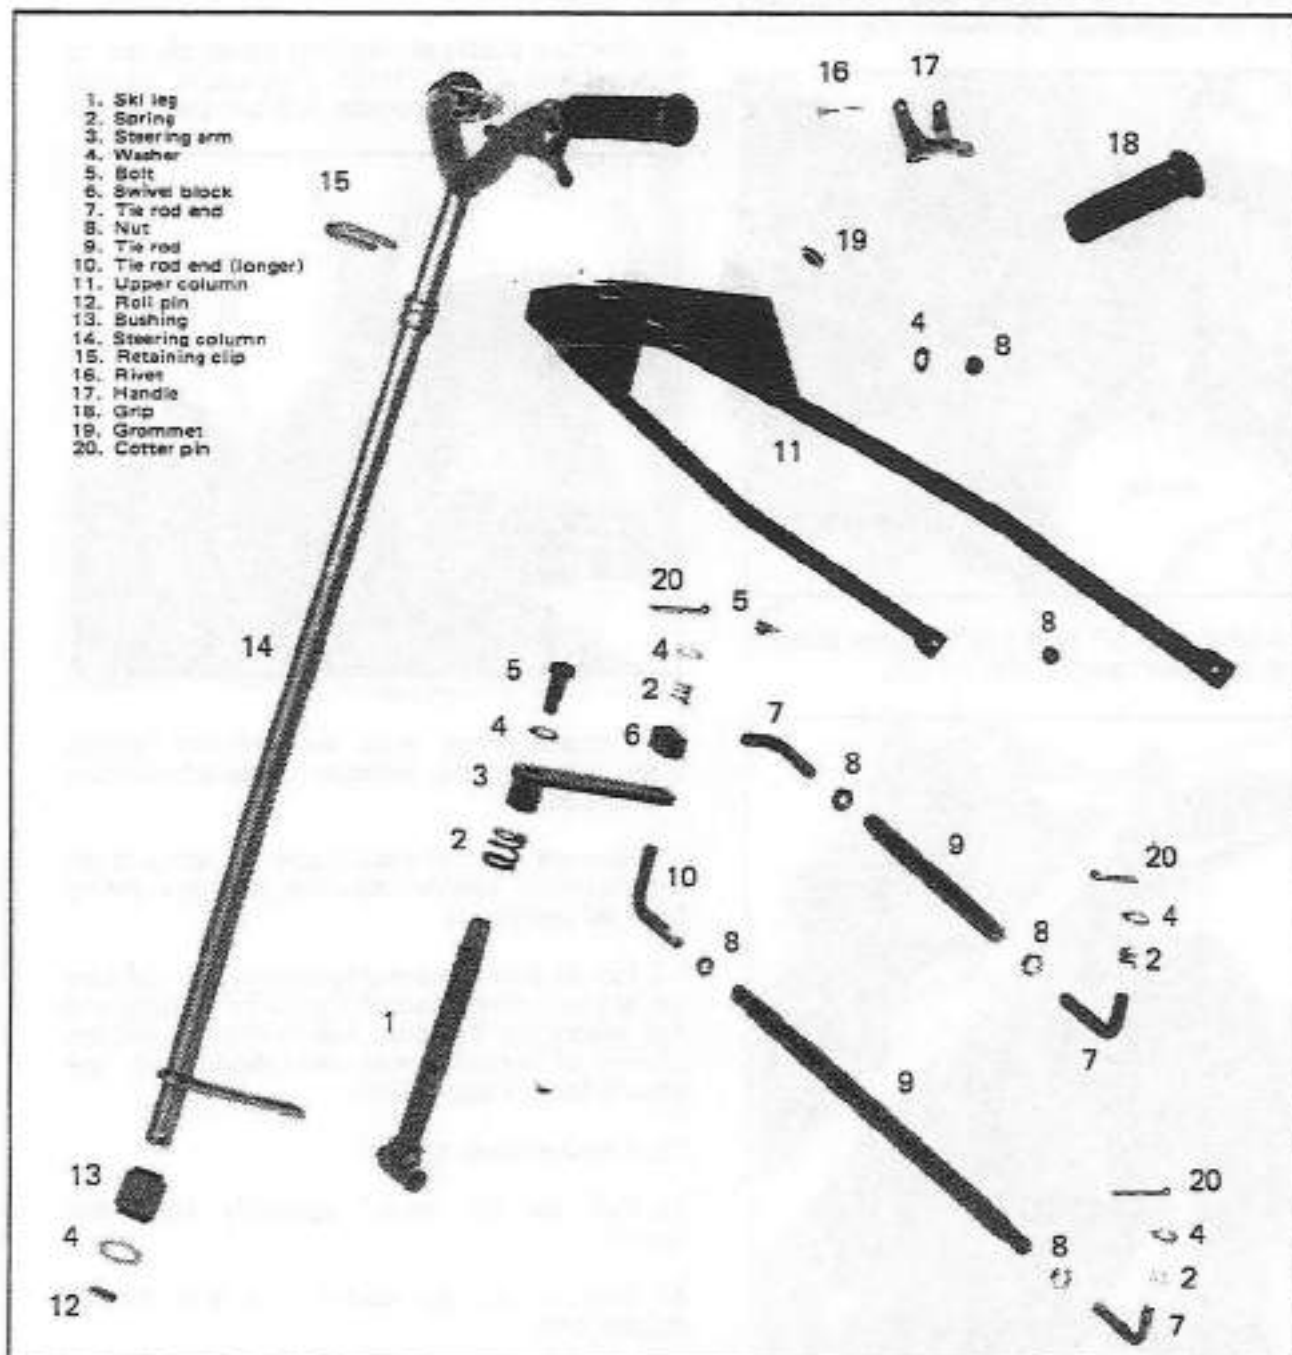 1. Ski leg
2. Spring
3. Steering arm
4. Washer
5. Bolt
6. Swivel block
7. Tie rod end
8. Nut
9. Tie rod
10. Tie rod end (longer)
11. Upper column
12. Roll pin
13. Bushing
14. Steering column
15. Retaining clip
16. Rivet
17. Handle
18. Grip
19. Grommet
20. Cotter pin
16
17
18
15
19
4
8
11
20
5
8
14
5
4
2
4
6
7
3
8
2
9
20
10
4
8
8
2
1
7
9
13
20
4
8
4
2
12
7